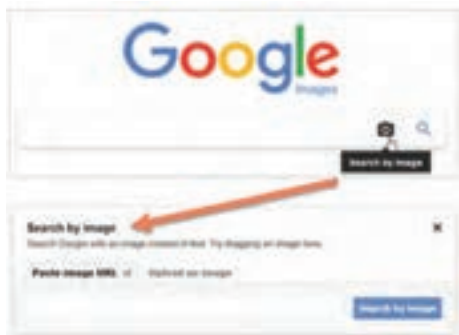 Google
Images
Search by image
Search by image
Search Google with an image instead of text. Try dragging an image here.
Paste image URL Upload an image
Search by image